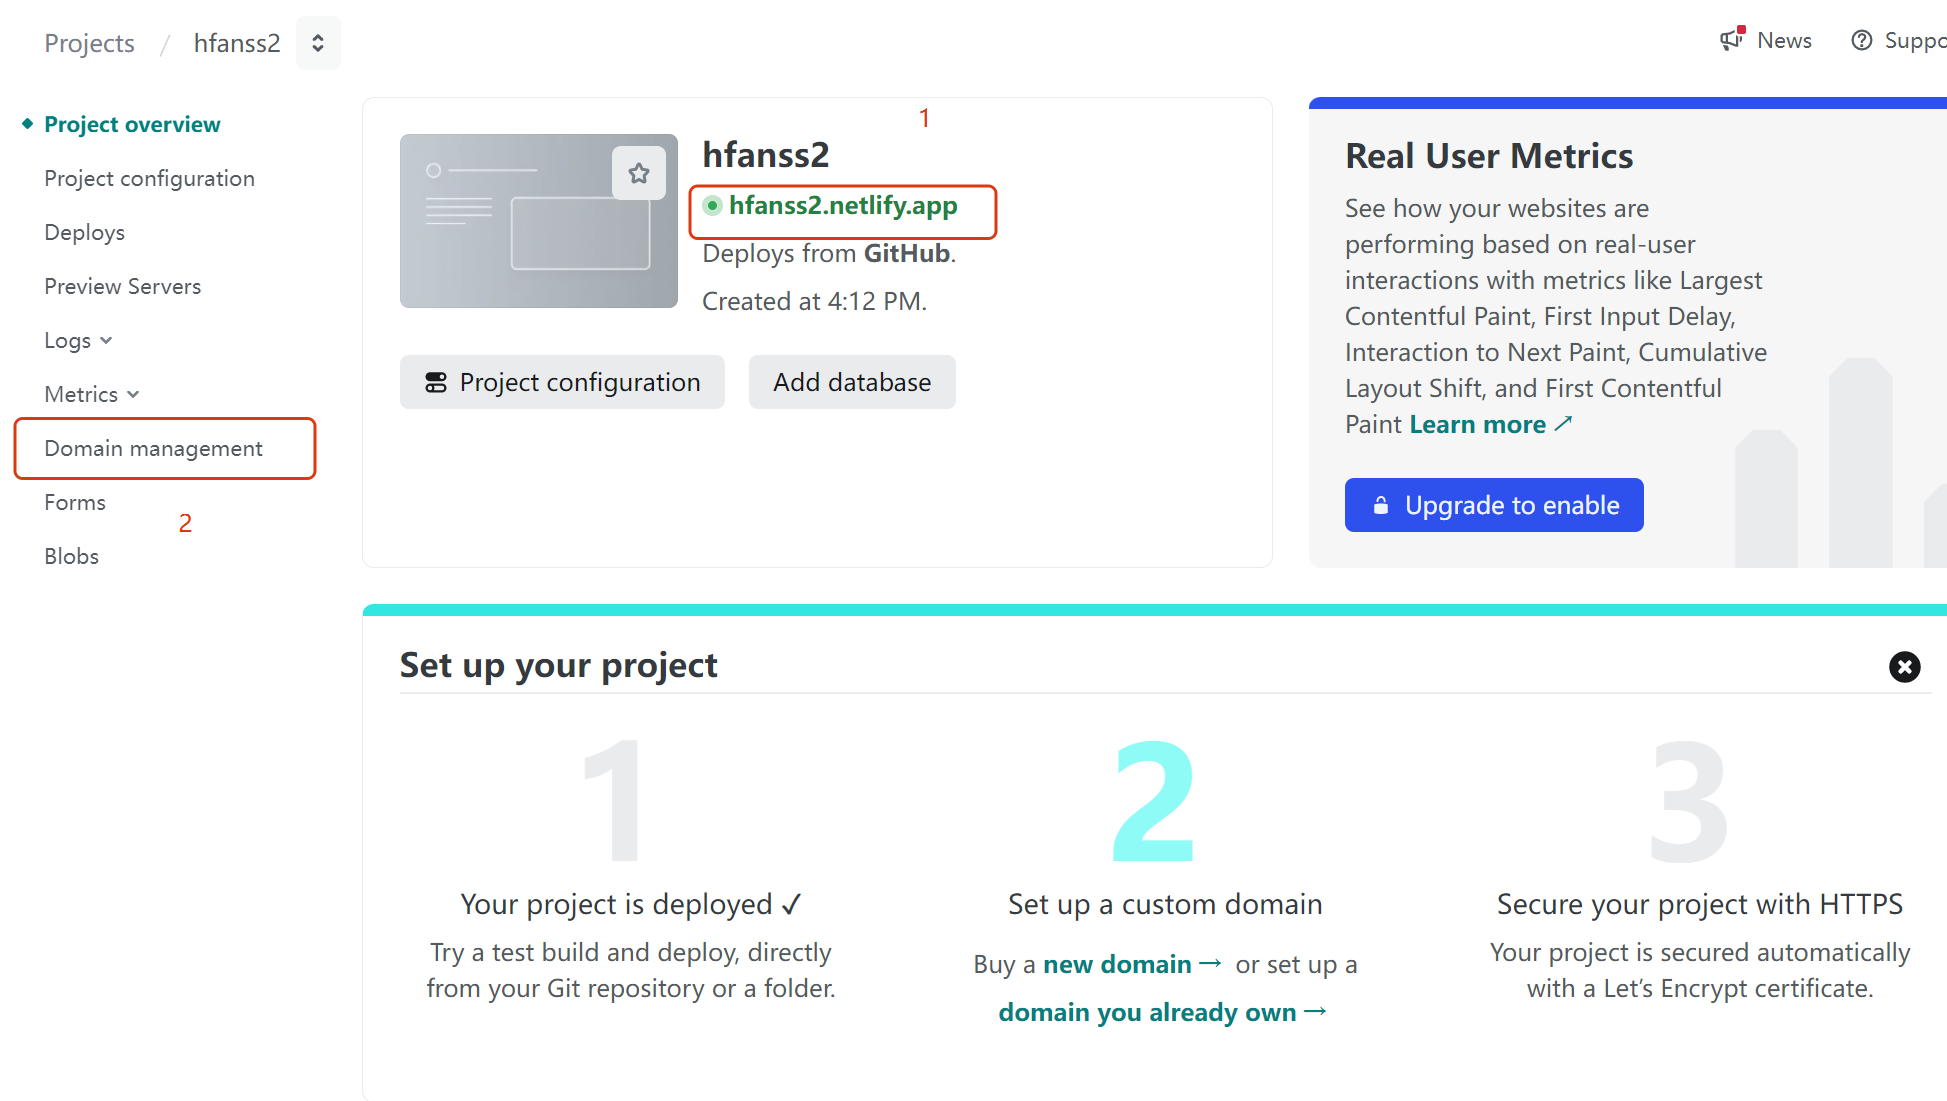 Projects / hfanss2
News
Suppo
Project overview
Project configuration
Deploys
Preview Servers
Logs
Metrics
Domain management
Forms
2
Blobs
1
hfanss2
hfanss2.netlify.app
Deploys from GitHub.
Created at 4:12 PM.
Project configuration
Add database
Real User Metrics
See how your websites are
performing based on real-user
interactions with metrics like Largest
Contentful Paint, First Input Delay,
Interaction to Next Paint, Cumulative
Layout Shift, and First Contentful
Paint Learn more ↗
Upgrade to enable
Set up your project
1
Your project is deployed ✓
Try a test build and deploy, directly
from your Git repository or a folder.
2
Set up a custom domain
Buy a new domain → or set up a
domain you already own →
3
Secure your project with HTTPS
Your project is secured automatically
with a Let’s Encrypt certificate.